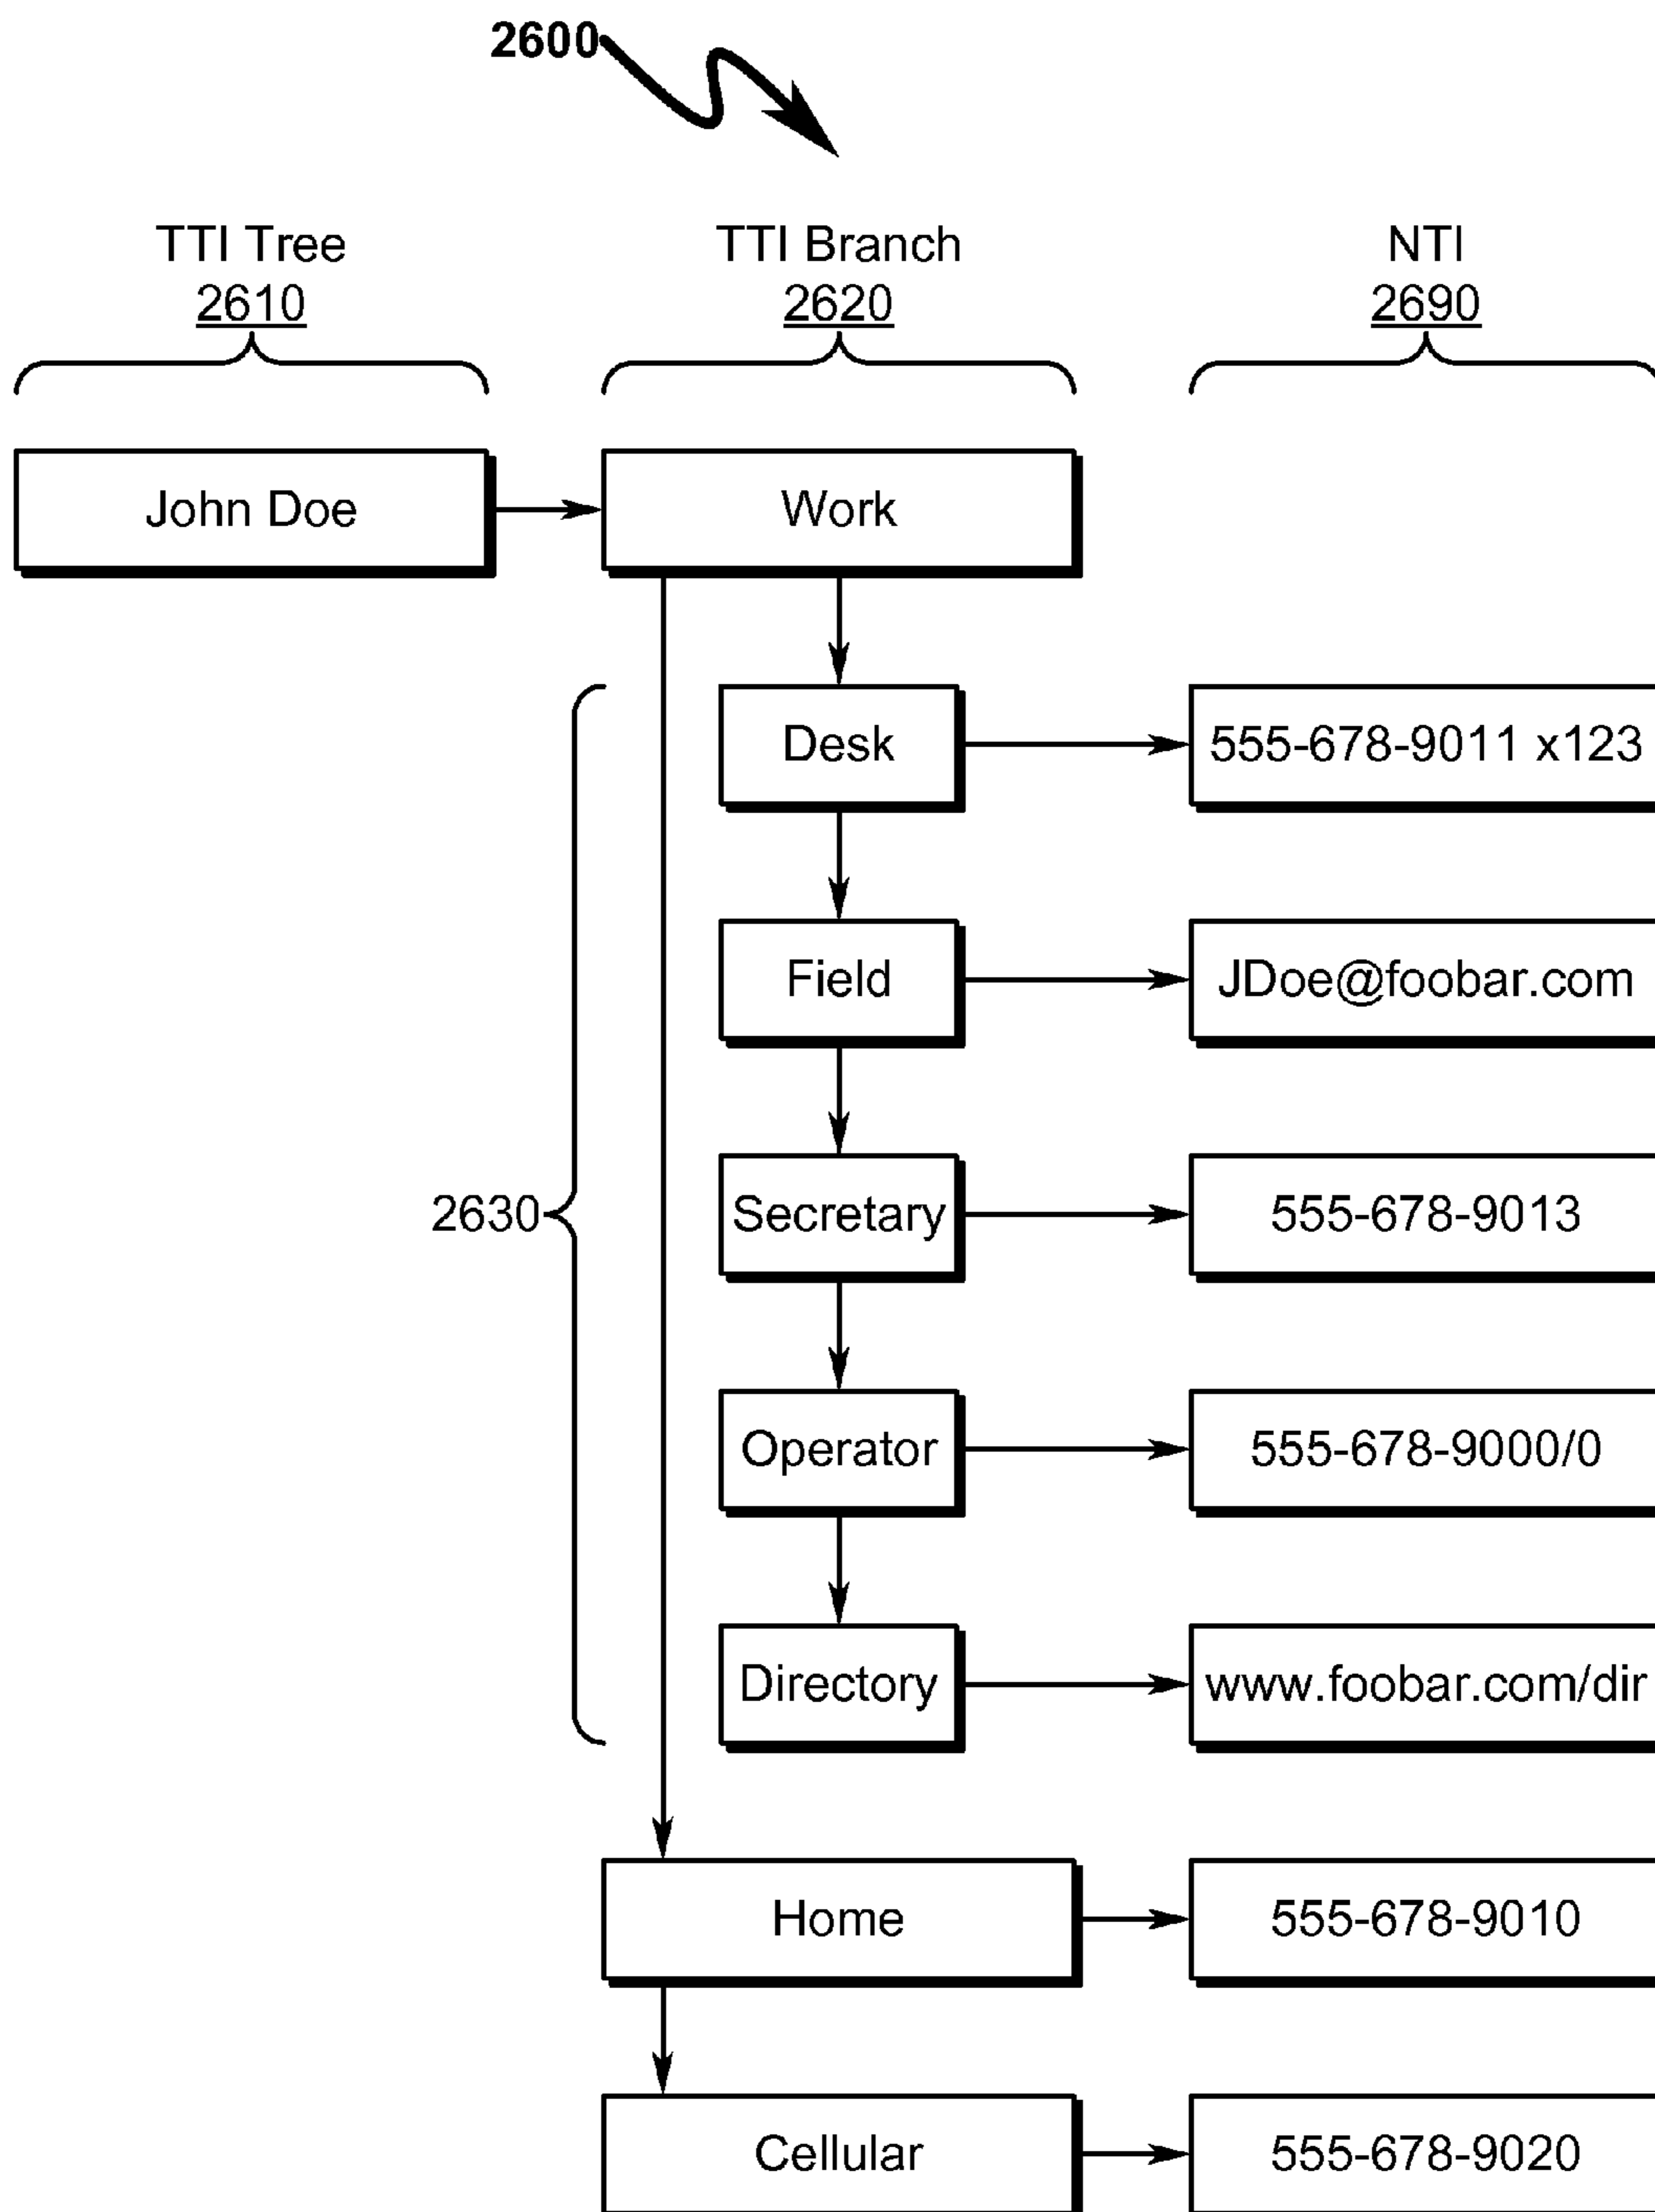 2600
TTI Tree
2610
TTI Branch
2620
NTI
2690
John Doe
Work
Desk
555-678-9011 x123
Field
JDoe@foobar.com
2630
Secretary
555-678-9013
Operator
555-678-9000/0
Directory
www.foobar.com/dir
Home
555-678-9010
Cellular
555-678-9020